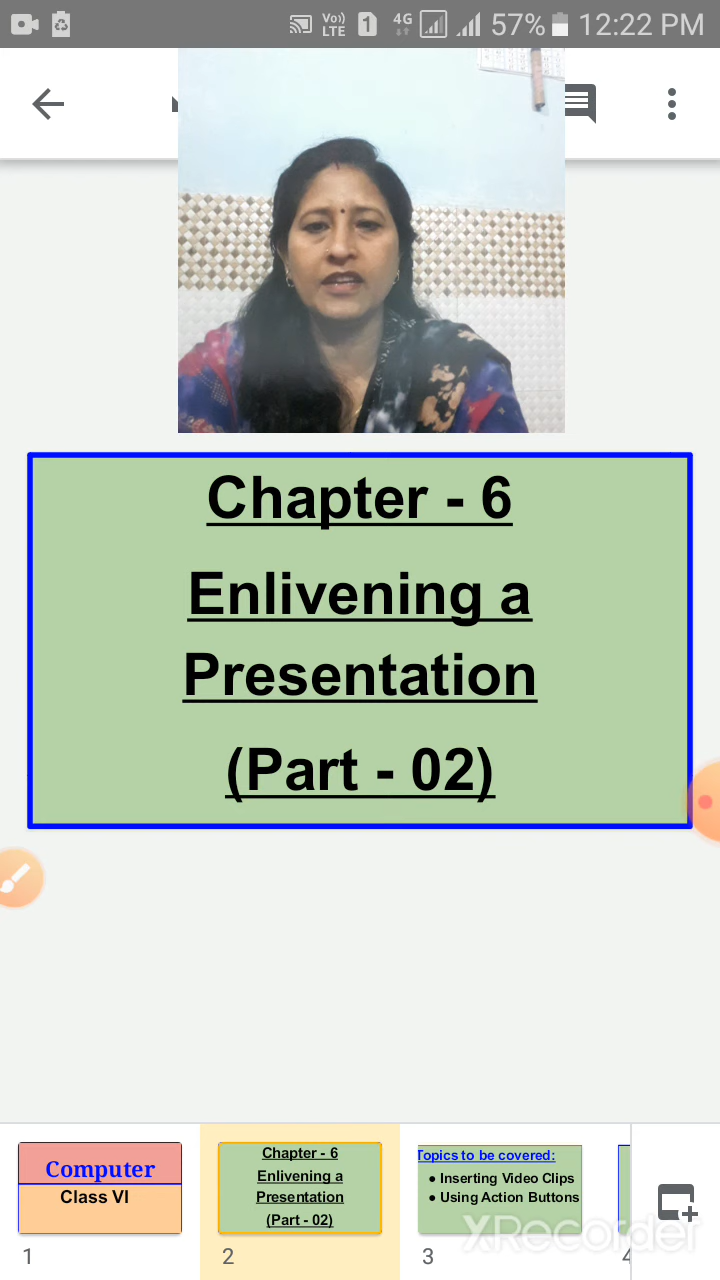 Vo)) LTE 1 4G 57% 12:22 PM
Chapter - 6
Enlivening a
Presentation
(Part - 02)
Computer
Class VI
1
Chapter - 6
Enlivening a
Presentation
(Part - 02)
2
Topics to be covered:
● Inserting Video Clips
● Using Action Buttons
3
4
XRecorder